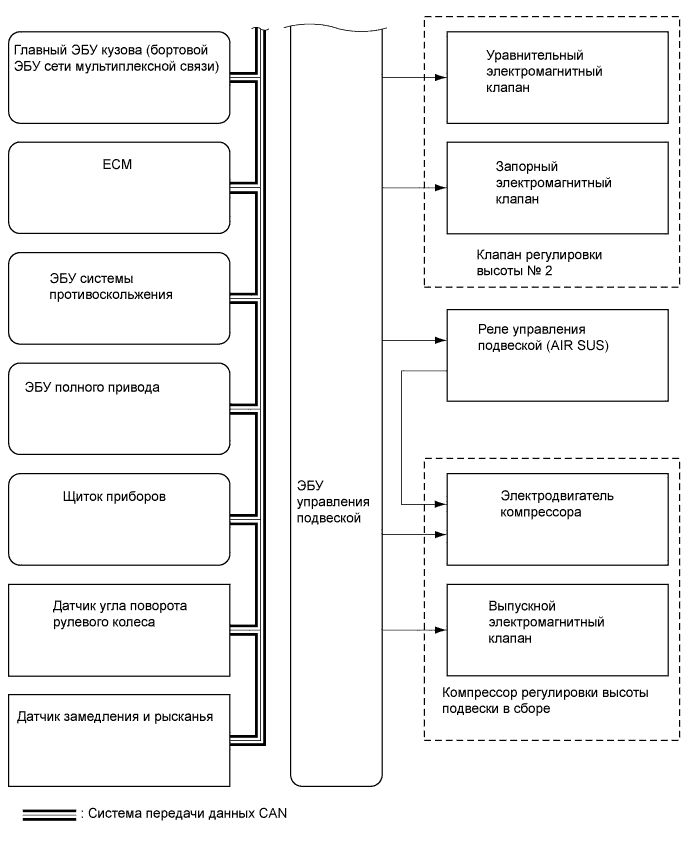 Главный ЭБУ кузова (бортовой
ЭБУ сети мультиплексной связи)
ECM
ЭБУ системы
противоскольжения
ЭБУ полного привода
Щиток приборов
Датчик угла поворота
рулевого колеса
Датчик замедления и рысканья
ЭБУ
управления
подвеской
Уравнительный
электромагнитный
клапан
Запорный
электромагнитный
клапан
Клапан регулировки
высоты № 2
Реле управления
подвеской (AIR SUS)
Электродвигатель
компрессора
Выпускной
электромагнитный
клапан
Компрессор регулировки высоты
подвески в сборе
: Система передачи данных CAN